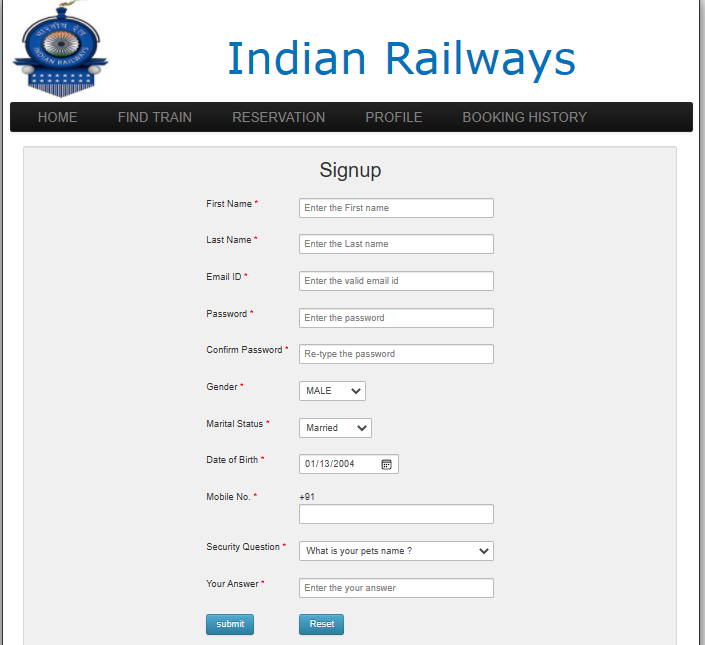 भारतीय रेल
INDIAN RAILWAYS
Indian Railways
HOME FIND TRAIN RESERVATION PROFILE BOOKING HISTORY
Signup
First Name * Enter the First name
Last Name * Enter the Last name
Email ID * Enter the valid email id
Password * Enter the password
Confirm Password * Re-type the password
Gender * MALE
Marital Status * Married
Date of Birth * 01/13/2004
Mobile No. * +91
Security Question * What is your pets name ?
Your Answer * Enter the your answer
submit Reset